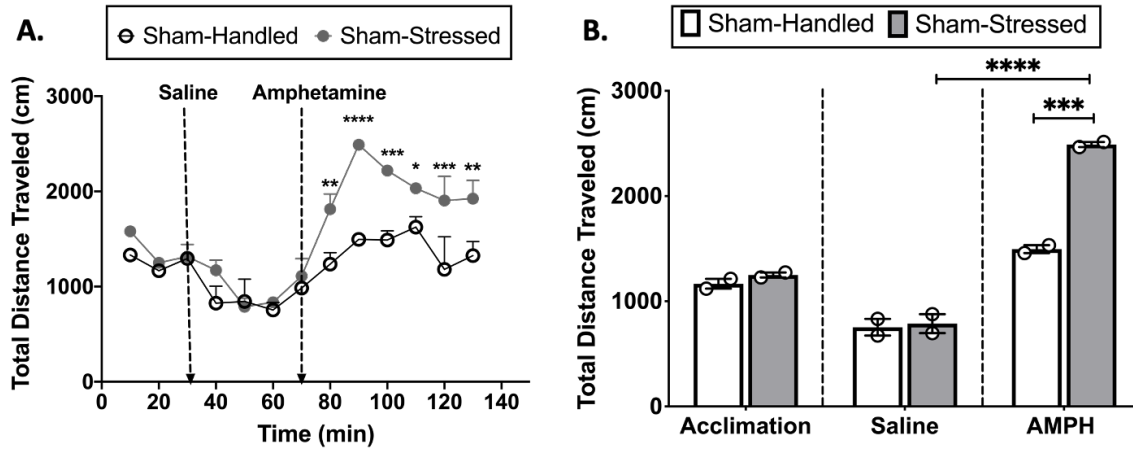 A.
Sham-Handled Sham-Stressed
Total Distance Traveled (cm)
3000
2000
1000
0
Saline
Amphetamine
**
****
***
*
***
**
0 20 40 60 80 100 120 140
Time (min)
B.
Sham-Handled Sham-Stressed
Total Distance Traveled (cm)
3000
2000
1000
0
****
***
Acclimation Saline AMPH